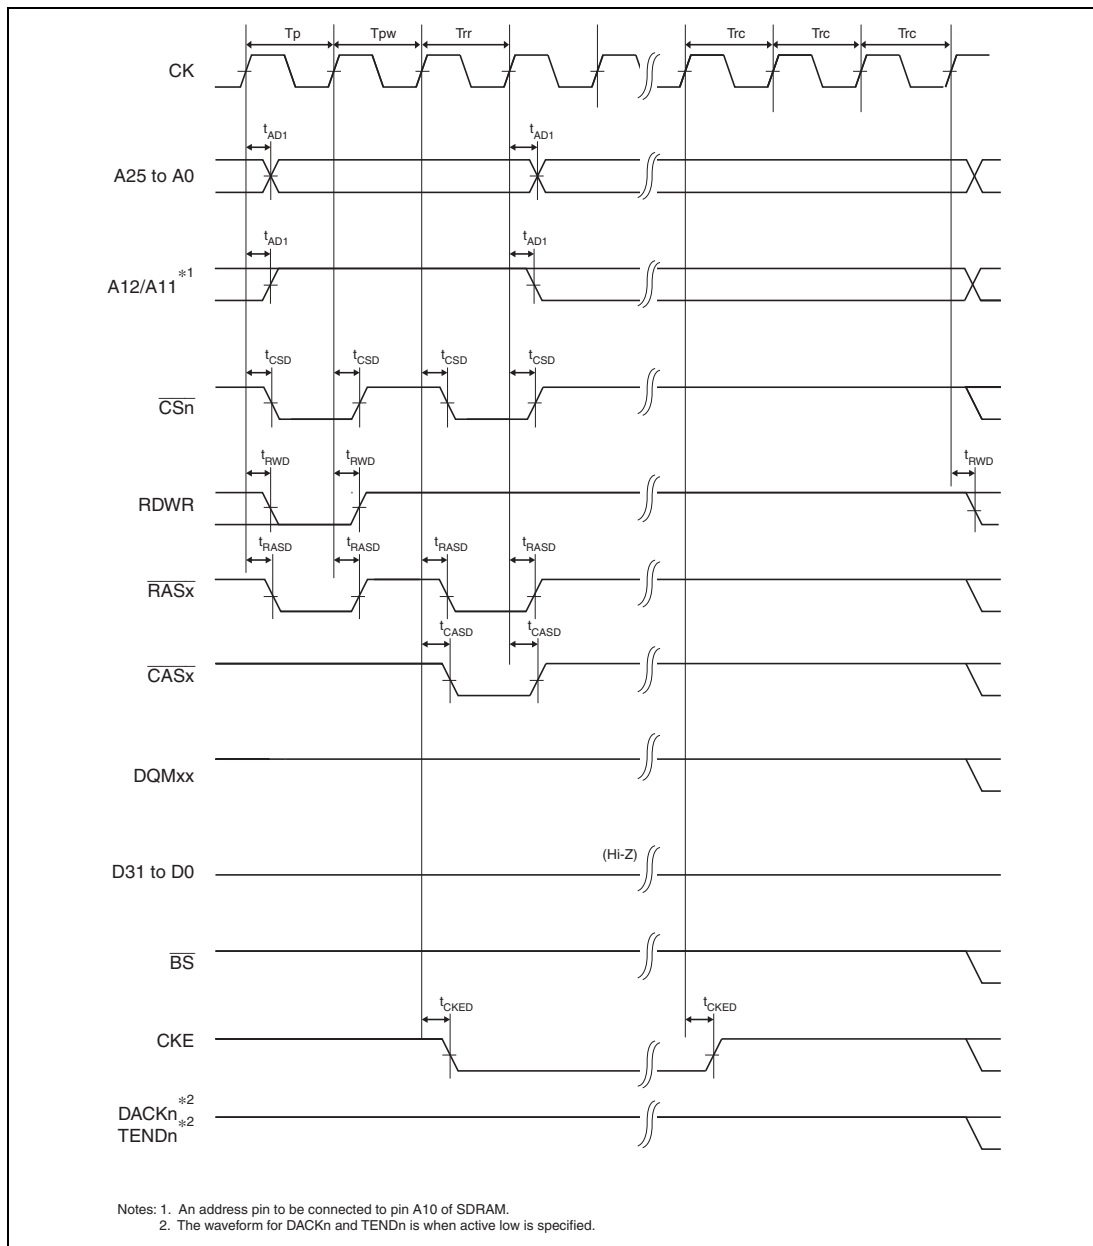 Tp Tpw Trr Trc Trc Trc
CK
tAD1 tAD1
A25 to A0
tAD1 tAD1
A12/A11 *1
tCSD tCSD tCSD tCSD
CSn
tRWD tRWD tRWD
RDWR
tRASD tRASD tRASD tRASD
RASx
tCASD tCASD
CASx
DQMxx
(Hi-Z)
D31 to D0
BS
tCKED tCKED
CKE
DACKn *2
TENDn *2
Notes: 1. An address pin to be connected to pin A10 of SDRAM.
2. The waveform for DACKn and TENDn is when active low is specified.